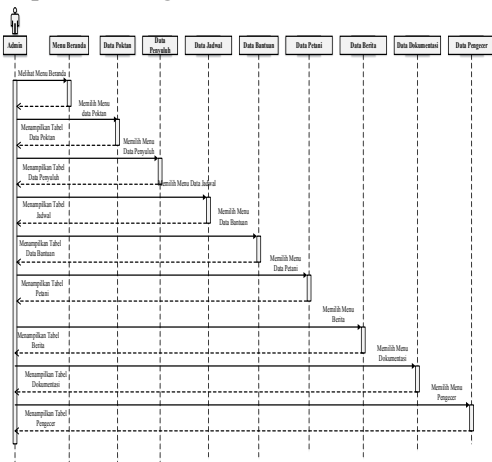 Admin
Menu Beranda
Data Poktan
Data
Penyuluh
Data Jadwal
Data Bantuan
Data Petani
Data Berita
Data Dokumentasi
Data Pengecer
Melihat Menu Beranda
Memilih Menu
data Poktan
Menampilkan Tabel
Data Poktan
Memilih Menu
Data Penyuluh
Menampilkan Tabel
Data Penyuluh
Memilih Menu Data Jadwal
Menampilkan Tabel
Jadwal
Memilih Menu
Data Bantuan
Menampilkan Tabel
Data Bantuan
Memilih Menu
Data Petani
Menampilkan Tabel
Petani
Memilih Menu
Berita
Menampilkan Tabel
Berita
Memilih Menu
Dokumentasi
Menampilkan Tabel
Dokumentasi
Memilih Menu
Pengecer
Menampilkan Tabel
Pengecer